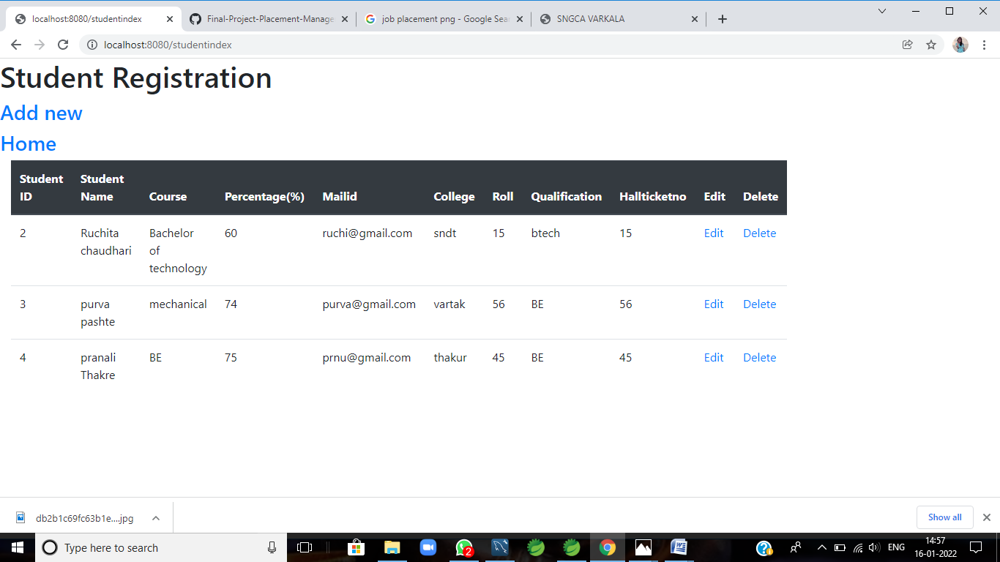 localhost:8080/studentindex
Final-Project-Placement-Manage
job placement png - Google Sear
SNGCA VARKALA
localhost:8080/studentindex
Student Registration
Add new
Home
Student ID Student Name Course Percentage(%) Mailid College Roll Qualification Hallticketno Edit Delete
2 Ruchita chaudhari Bachelor of technology 60 ruchi@gmail.com sndt 15 btech 15 Edit Delete
3 purva pashte mechanical 74 purva@gmail.com vartak 56 BE 56 Edit Delete
4 pranali Thakre BE 75 prnu@gmail.com thakur 45 BE 45 Edit Delete
db2b1c69fc63b1e....jpg
Show all
Type here to search
2
ENG
14:57
16-01-2022